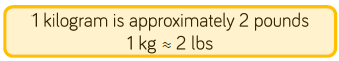 1 kilogram is approximately 2 pounds
1 kg ≈ 2 lbs